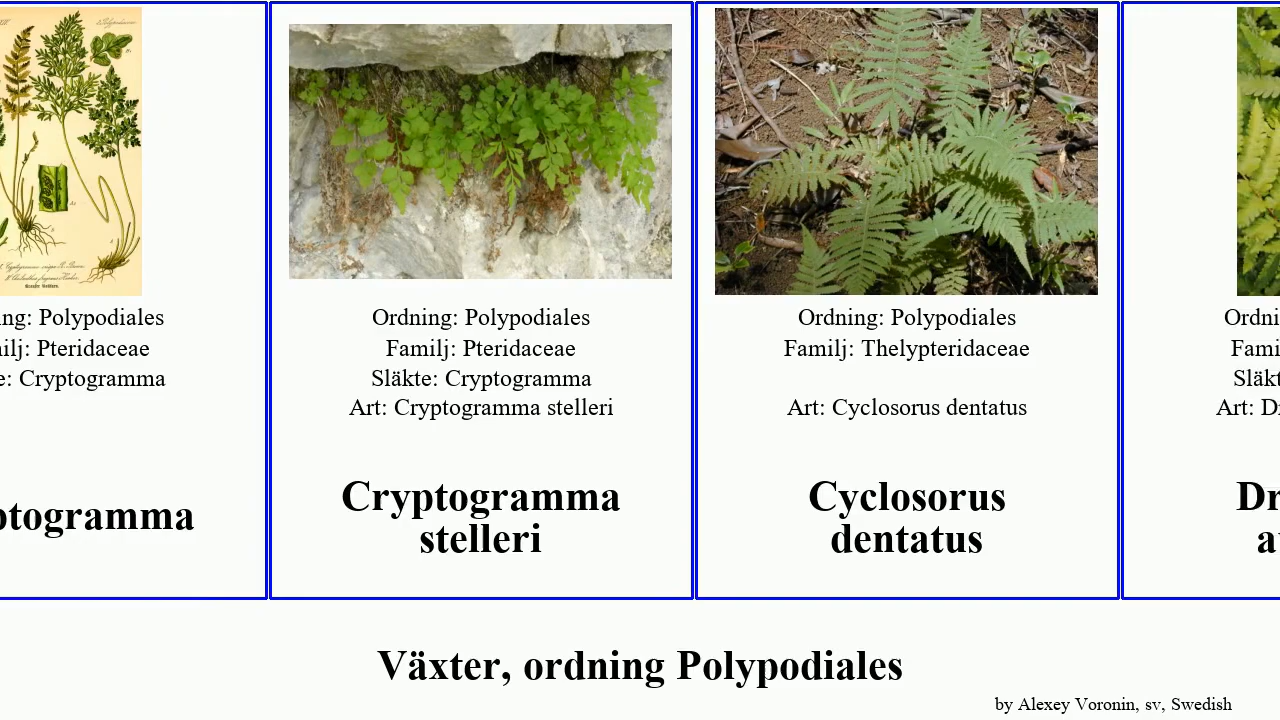 ng: Polypodiales
ilj: Pteridaceae
e: Cryptogramma
ptogramma
Ordning: Polypodiales
Familj: Pteridaceae
Släkte: Cryptogramma
Art: Cryptogramma stelleri
Cryptogramma
stelleri
Ordning: Polypodiales
Familj: Thelypteridaceae
Art: Cyclosorus dentatus
Cyclosorus
dentatus
Ordni
Fami
Släkt
Art: D
Dr
a
Växter, ordning Polypodiales
by Alexey Voronin, sv, Swedish